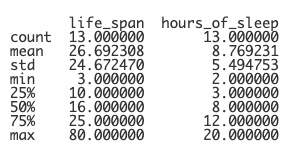 life_span hours_of_sleep
count 13.000000 13.000000
mean 26.692308 8.769231
std 24.672470 5.494753
min 3.000000 2.000000
25% 10.000000 3.000000
50% 16.000000 8.000000
75% 25.000000 12.000000
max 80.000000 20.000000